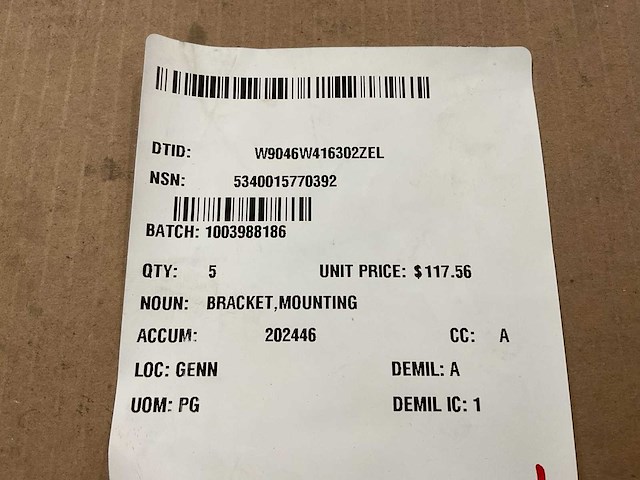 DTID: W9046W416302ZEL
NSN: 5340015770392
BATCH: 1003988186
QTY: 5 UNIT PRICE: $117.56
NOUN: BRACKET,MOUNTING
ACCUM: 202446 CC: A
LOC: GENN DEMIL: A
UOM: PG DEMIL IC: 1